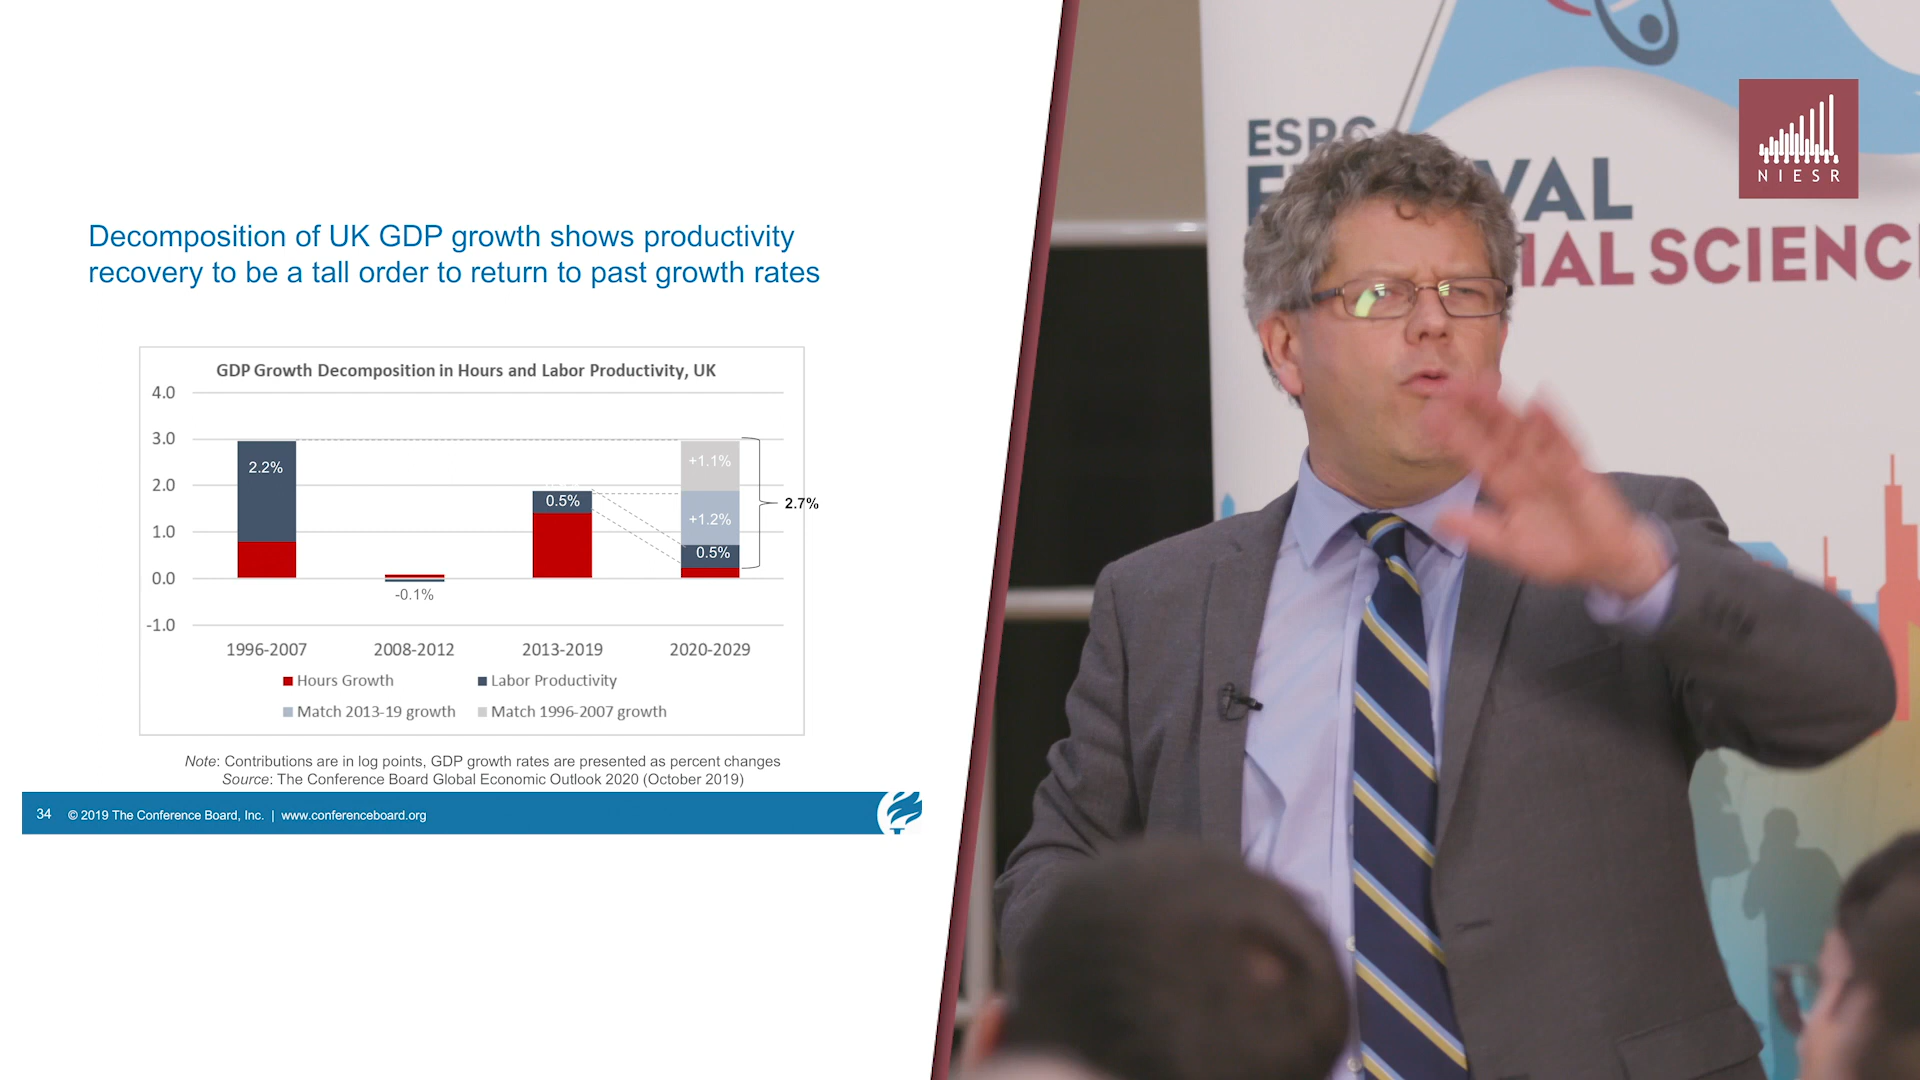 Decomposition of UK GDP growth shows productivity
recovery to be a tall order to return to past growth rates
GDP Growth Decomposition in Hours and Labor Productivity, UK
4.0
3.0
2.0
1.0
0.0
-1.0
2.2%
-0.1%
0.5%
+1.1%
+1.2%
0.5%
2.7%
1996-2007
2008-2012
2013-2019
2020-2029
Hours Growth
Labor Productivity
Match 2013-19 growth
Match 1996-2007 growth
Note: Contributions are in log points, GDP growth rates are presented as percent changes
Source: The Conference Board Global Economic Outlook 2020 (October 2019)
34 © 2019 The Conference Board, Inc. | www.conferenceboard.org
NIESR